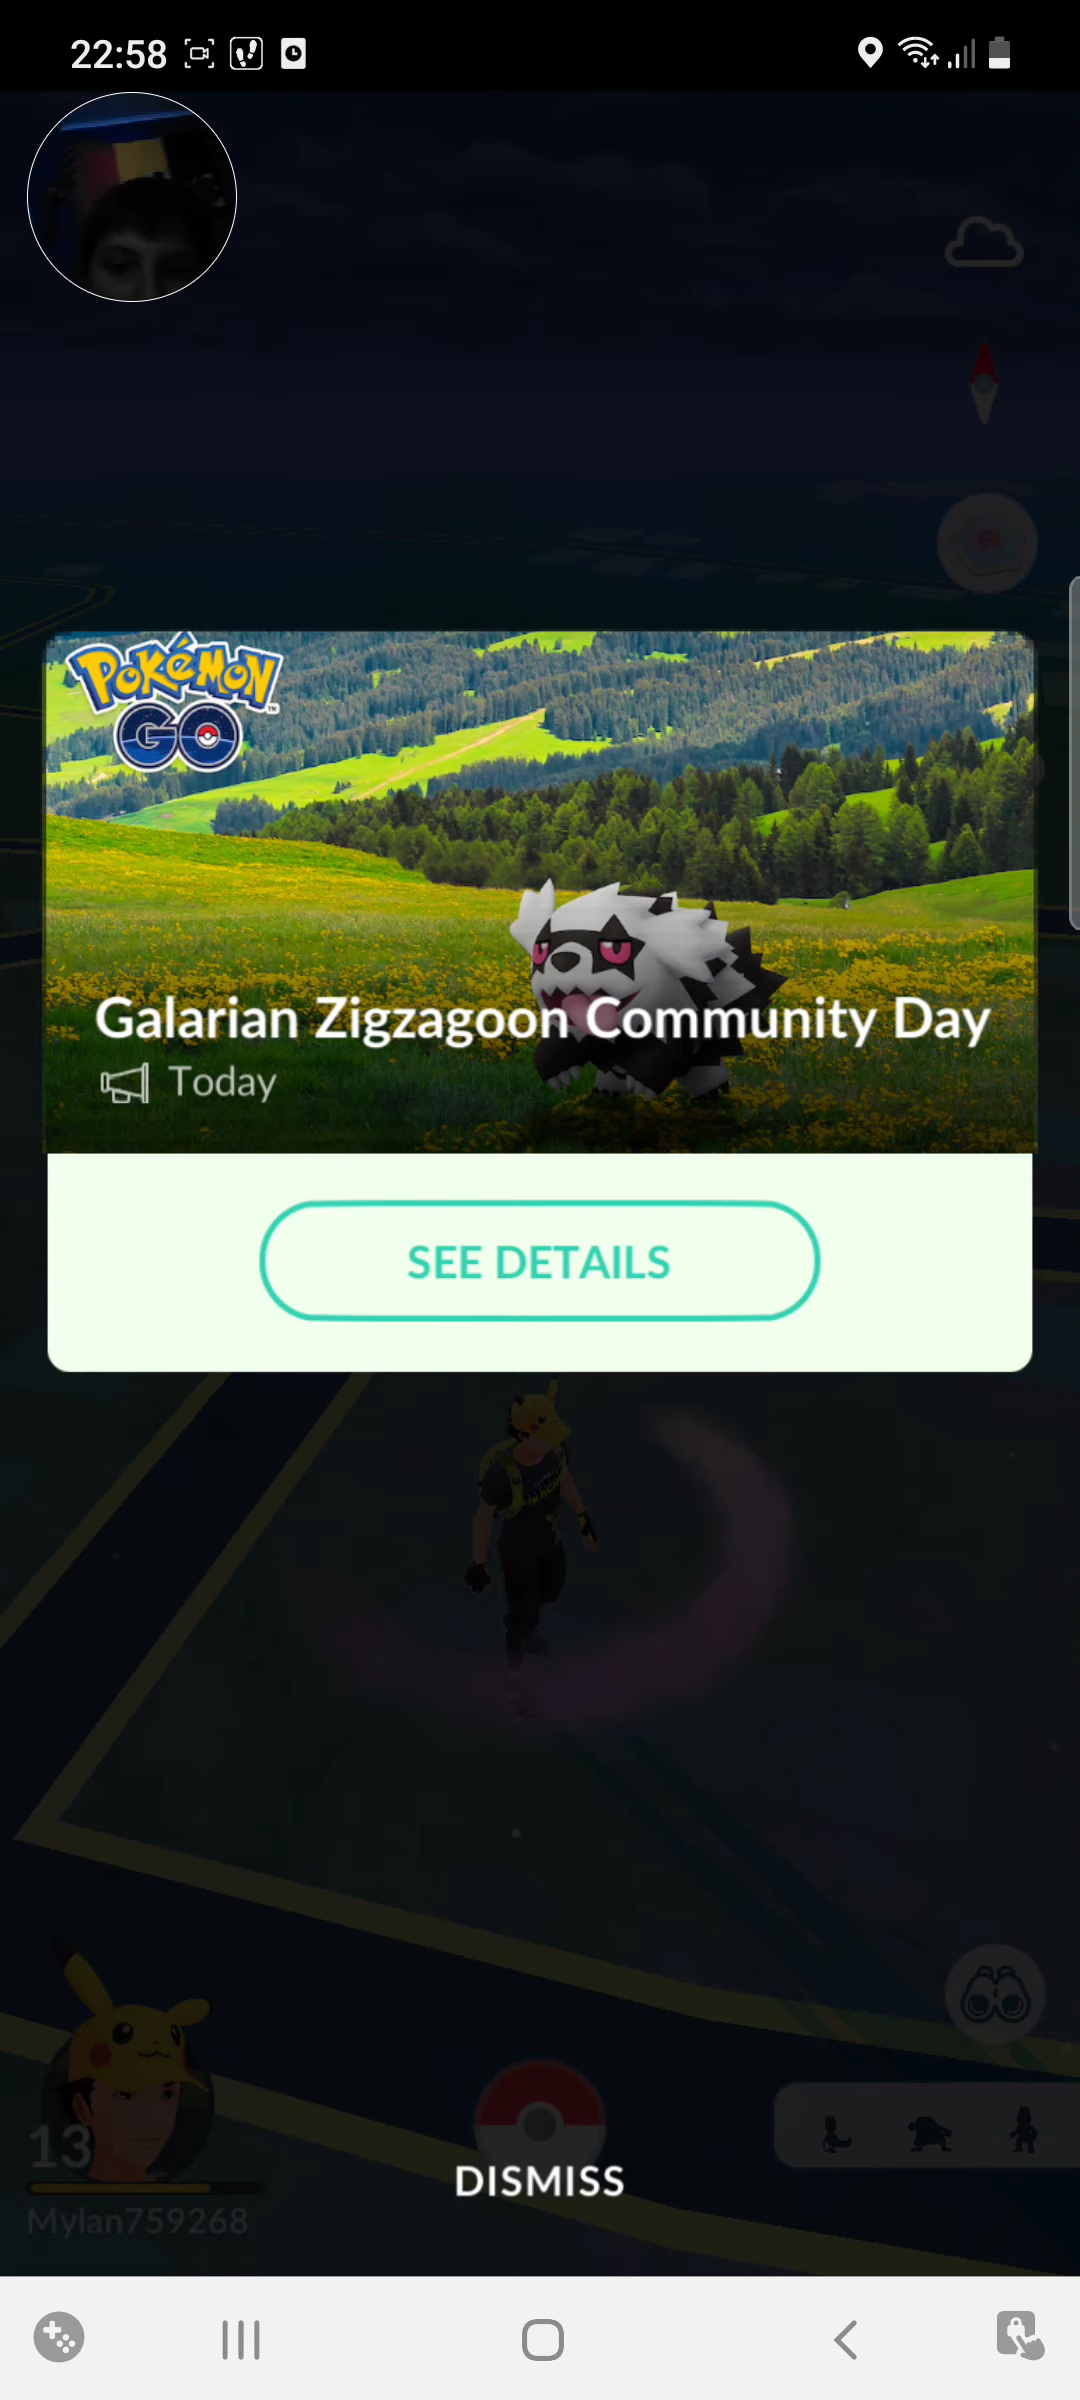 22:58
POKÉMON
GO
Galarian Zigzagoon Community Day
Today
SEE DETAILS
13
DISMISS
Mylan759268